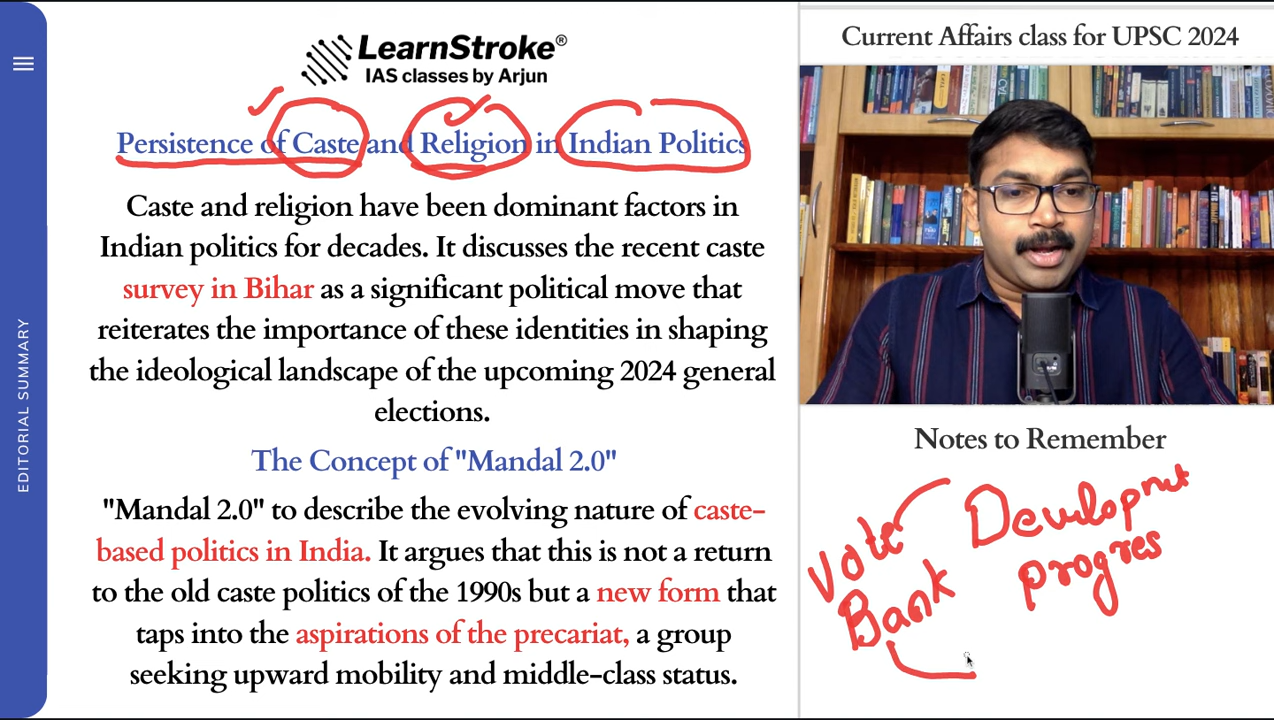 EDITORIAL SUMMARY
LearnStroke®
IAS classes by Arjun
Persistence of Caste and Religion in Indian Politics
Caste and religion have been dominant factors in
Indian politics for decades. It discusses the recent caste
survey in Bihar as a significant political move that
reiterates the importance of these identities in shaping
the ideological landscape of the upcoming 2024 general
elections.
The Concept of "Mandal 2.0"
"Mandal 2.0" to describe the evolving nature of caste-
based politics in India. It argues that this is not a return
to the old caste politics of the 1990s but a new form that
taps into the aspirations of the precariat, a group
seeking upward mobility and middle-class status.
Current Affairs class for UPSC 2024
Notes to Remember
Vote
Bank
Developmet
progres